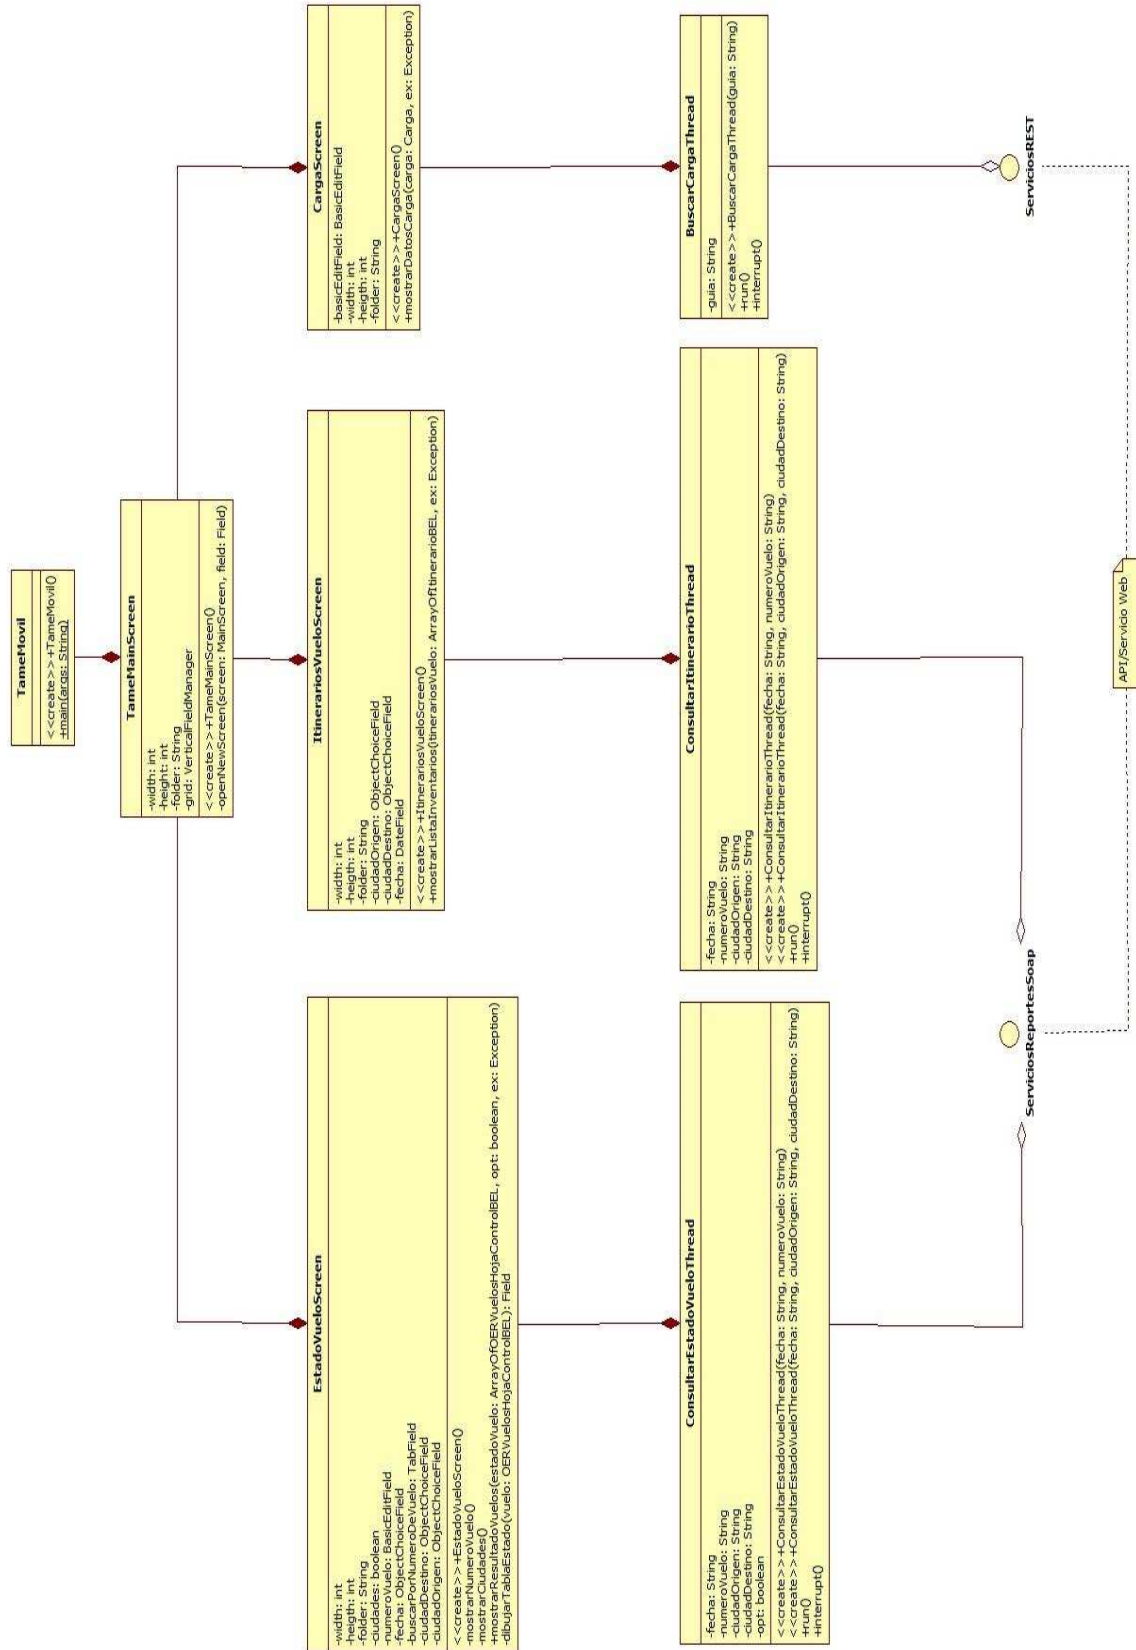 TameMovil
<<create>>+TameMovil()
+main(args: String)
TameMainScreen
-width: int
-height: int
-folder: String
-grid: VerticalFieldManager
<<create>>+TameMainScreen()
-openNewScreen(screen: MainScreen, field: Field)
EstadoVueloScreen
-width: int
-heigth: int
-folder: String
-ciudades: boolean
-numeroVuelo: BasicEditField
-fecha: ObjectChoiceField
-buscarPorNumeroDeVuelo: TabField
-ciudadDestino: ObjectChoiceField
-ciudadOrigen: ObjectChoiceField
<<create>>+EstadoVueloScreen()
-mostrarNumeroVuelo()
-mostrarCiudades()
+mostrarResultadoVuelos(estadoVuelo: ArrayOfOERVuelosHojaControlBEL, opt: boolean, ex: Exception)
-dibujarTablaEstado(vuelo: OERVuelosHojaControlBEL): Field
ItinerariosVueloScreen
-width: int
-heigth: int
-folder: String
-ciudadOrigen: ObjectChoiceField
-ciudadDestino: ObjectChoiceField
-fecha: DateField
<<create>>+ItinerariosVueloScreen()
+mostrarListaInventarios(itinerariosVuelo: ArrayOfItinerarioBEL, ex: Exception)
CargaScreen
-basicEditField: BasicEditField
-width: int
-heigth: int
-folder: String
<<create>>+CargaScreen()
+mostrarDatosCarga(carga: Carga, ex: Exception)
ConsultarEstadoVueloThread
-fecha: String
-numeroVuelo: String
-ciudadOrigen: String
-ciudadDestino: String
-opt: boolean
<<create>>+ConsultarEstadoVueloThread(fecha: String, numeroVuelo: String)
<<create>>+ConsultarEstadoVueloThread(fecha: String, ciudadOrigen: String, ciudadDestino: String)
+run()
+interrupt()
ConsultarItinerarioThread
-fecha: String
-numeroVuelo: String
-ciudadOrigen: String
-ciudadDestino: String
<<create>>+ConsultarItinerarioThread(fecha: String, numeroVuelo: String)
<<create>>+ConsultarItinerarioThread(fecha: String, ciudadOrigen: String, ciudadDestino: String)
+run()
+interrupt()
BuscarCargaThread
-guia: String
<<create>>+BuscarCargaThread(guia: String)
+run()
+interrupt()
ServiciosReportesSoap
ServiciosREST
API/Servicio Web